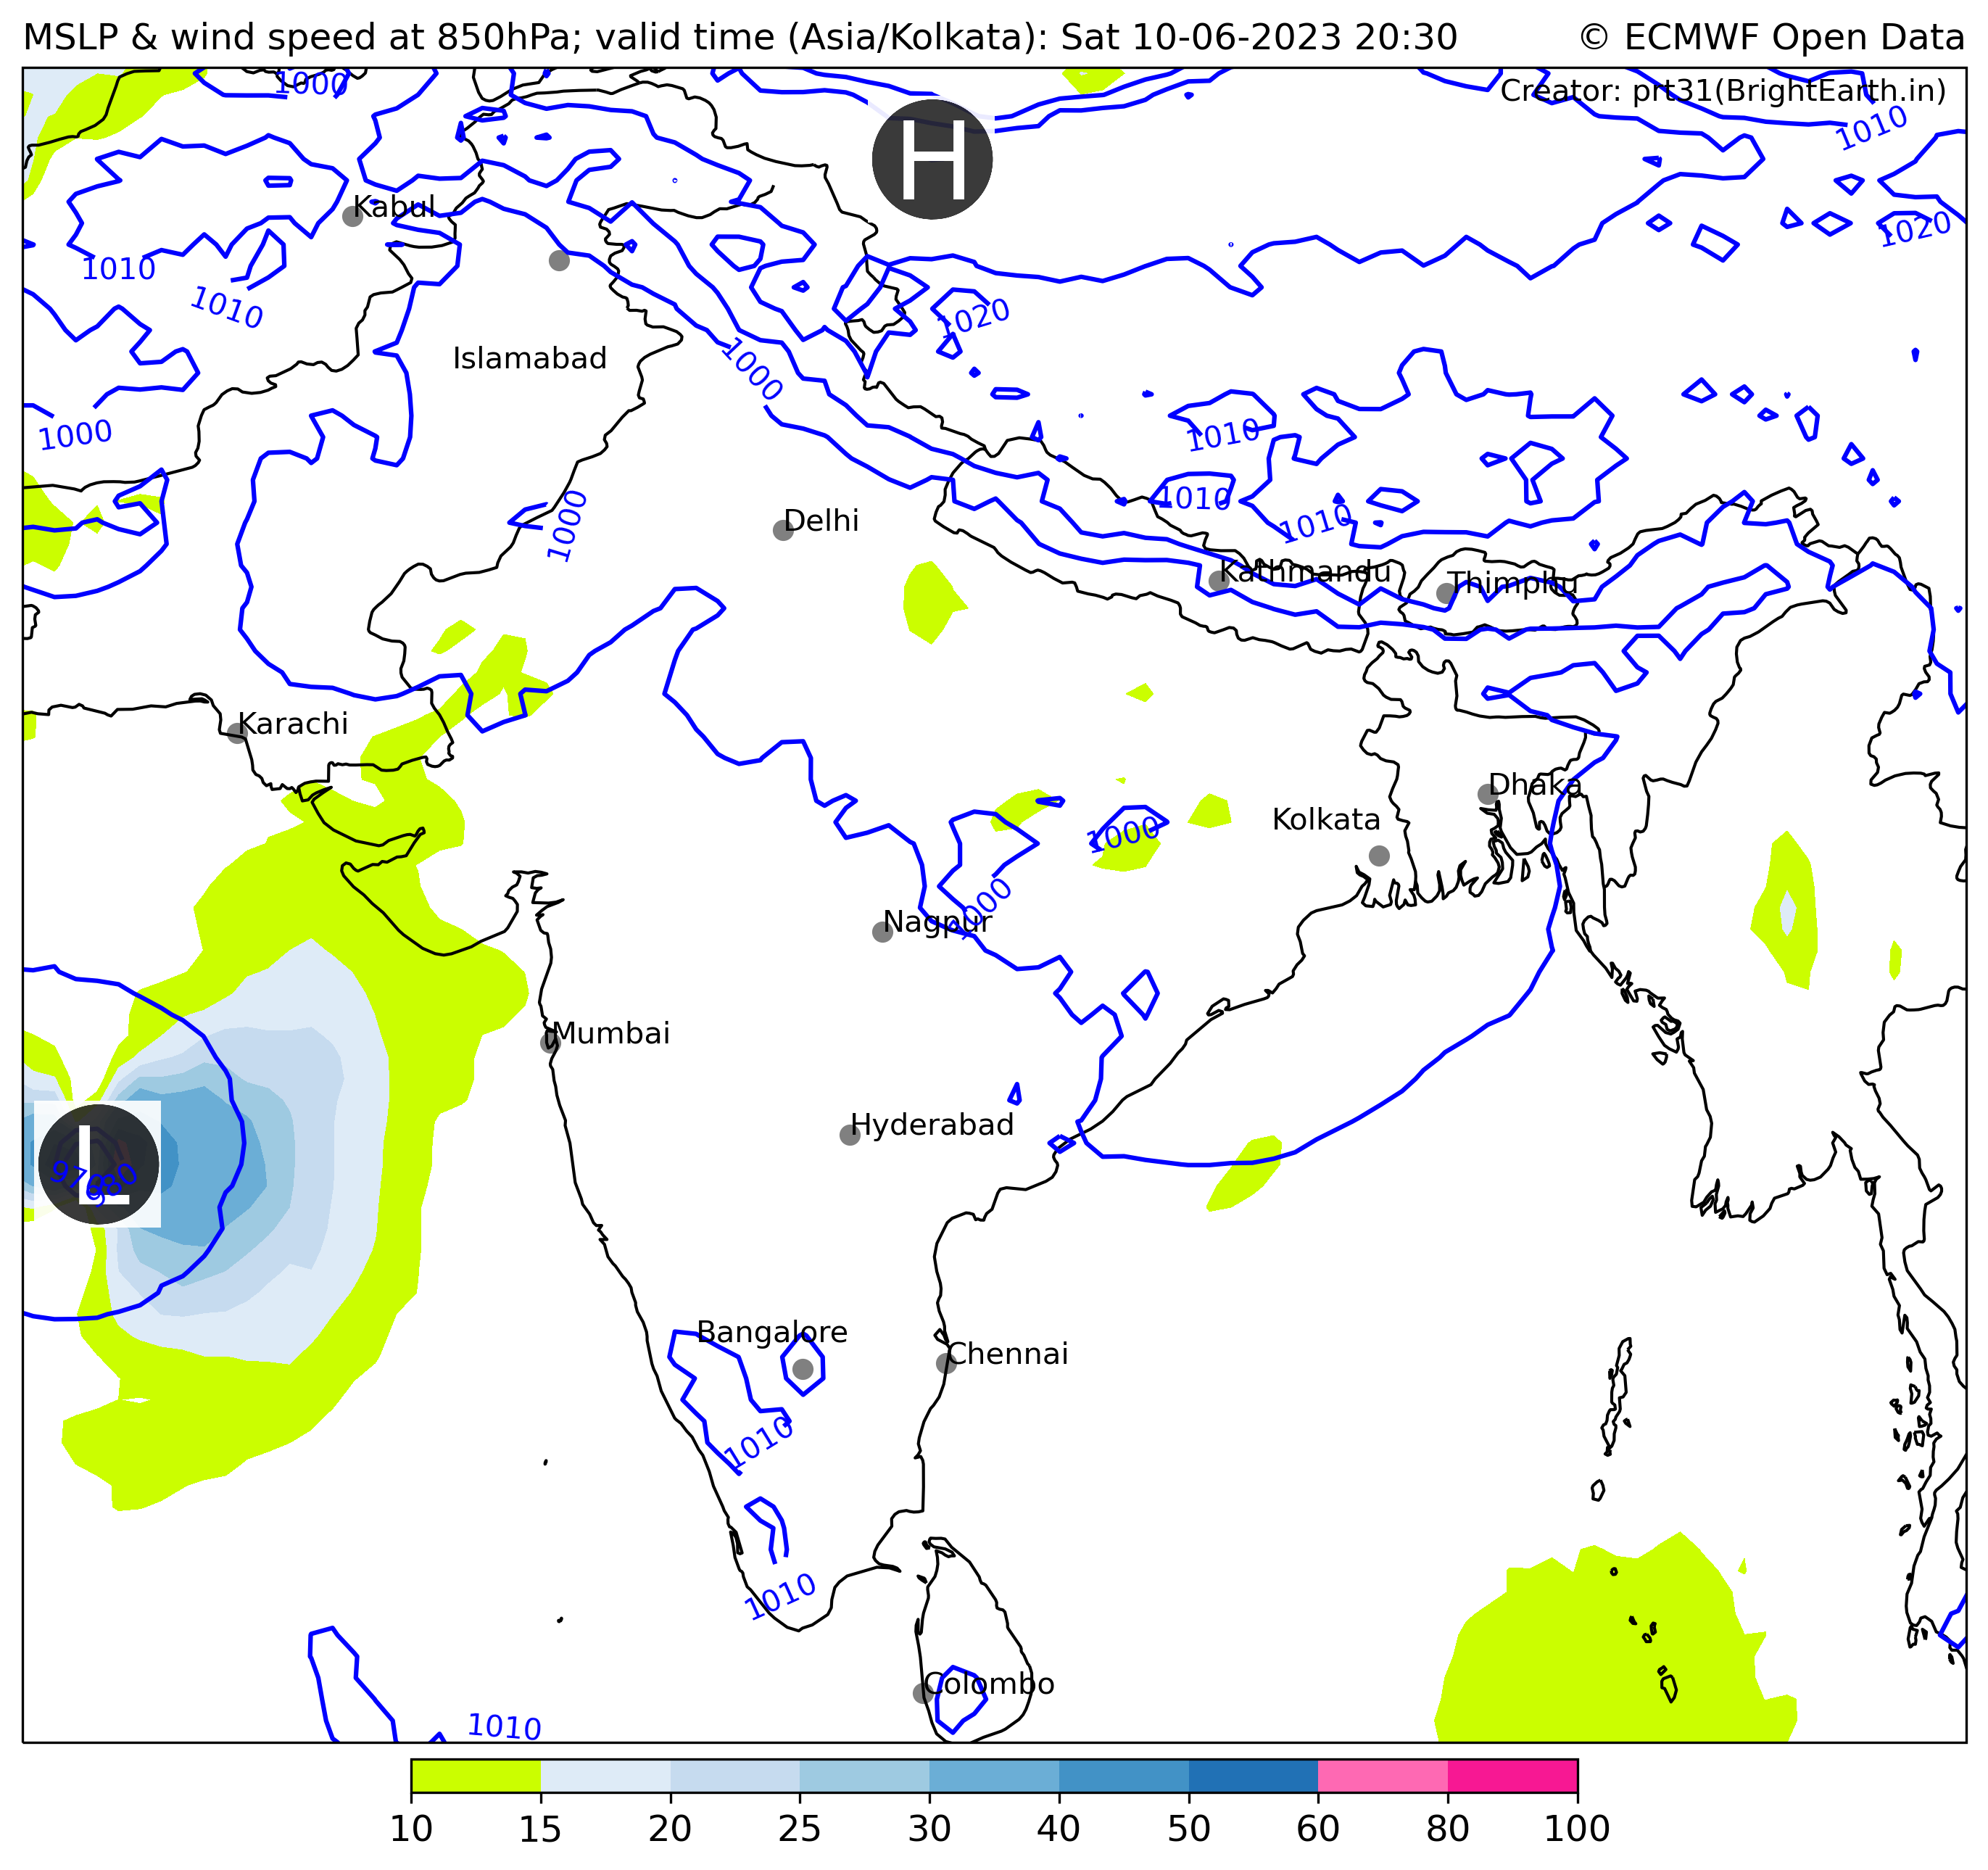 MSLP & wind speed at 850hPa; valid time (Asia/Kolkata): Sat 10-06-2023 20:30
© ECMWF Open Data
1000
H
Creator: prt31(BrightEarth.in)
1010
Kabul
1020
1010
1010
1020
Islamabad
1000
1000
1010
1010
1000
Delhi
1010
Kathmandu
Thimphu
Karachi
Dhaka
Kolkata
1000
1000
Nagpur
Mumbai
Hyderabad
L
970
980
Bangalore
Chennai
1010
1010
Colombo
1010
10 15 20 25 30 40 50 60 80 100